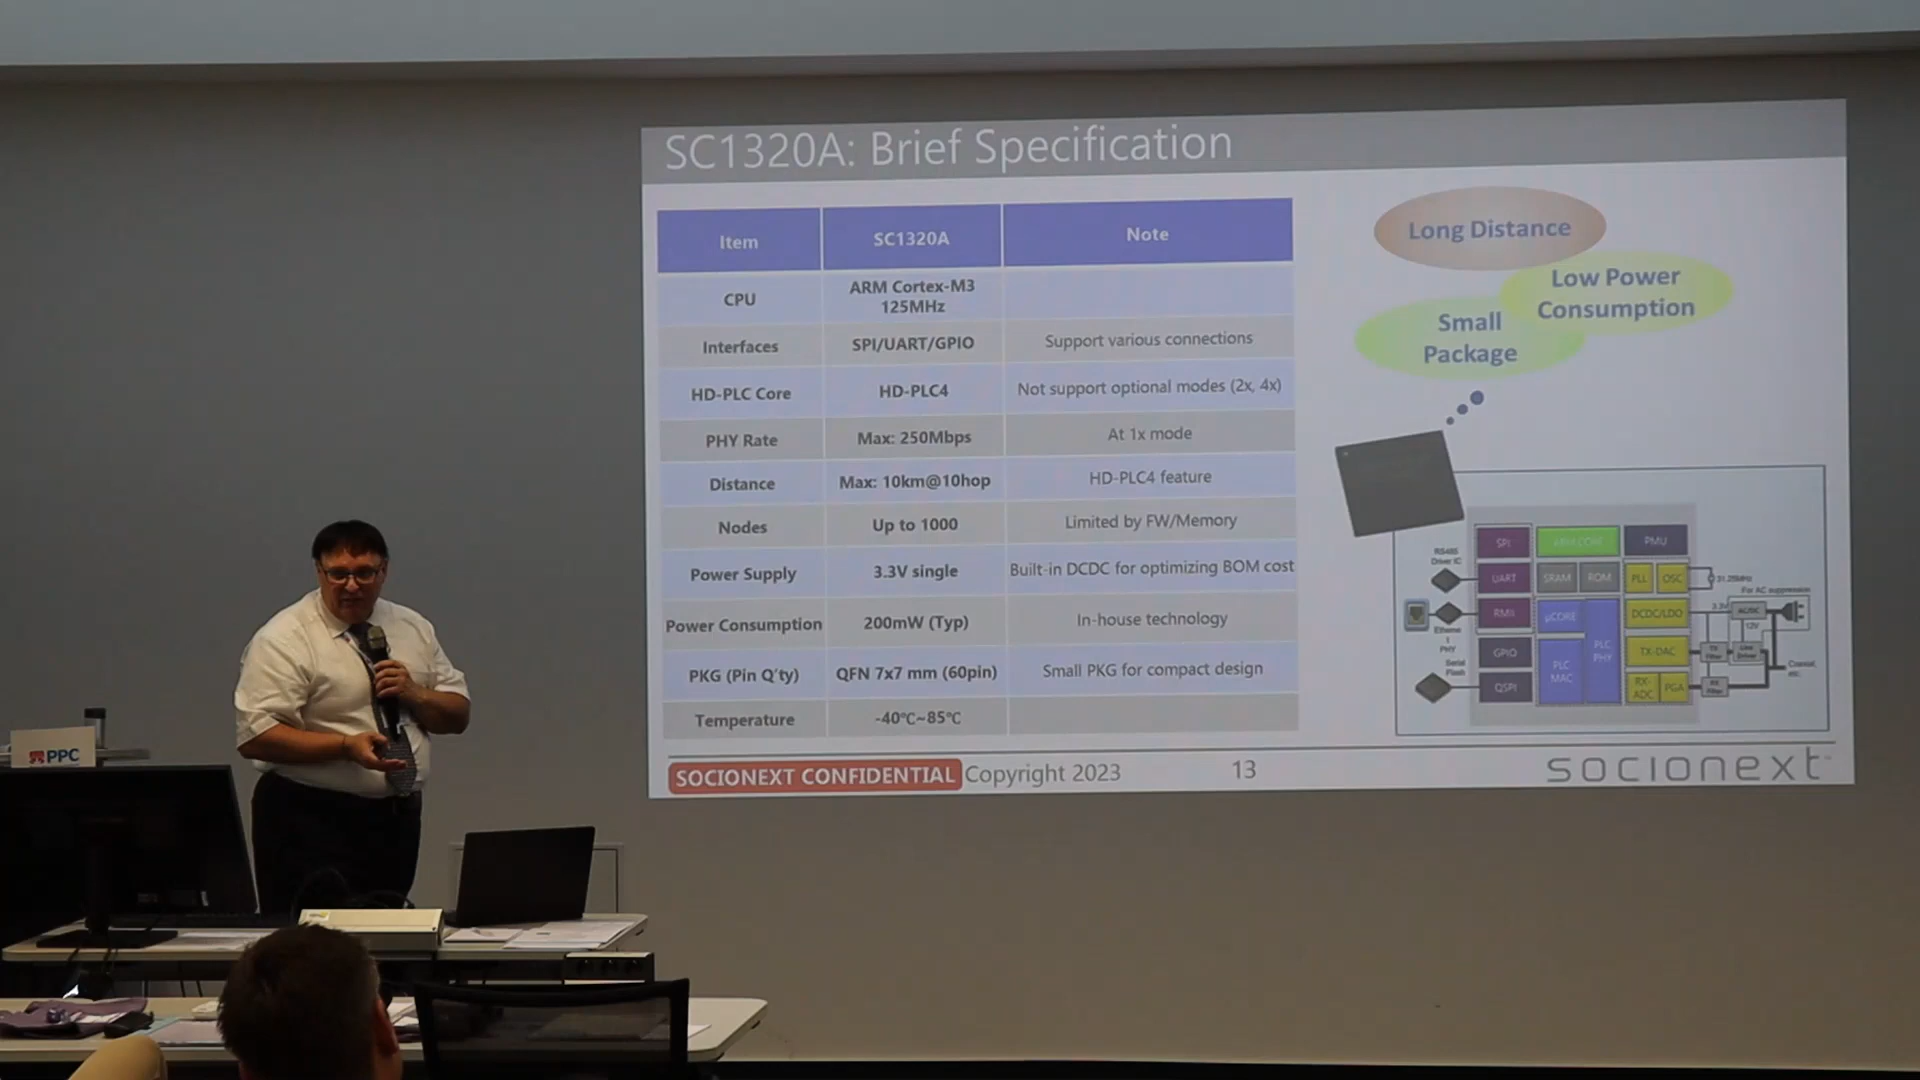 SC1320A: Brief Specification
Item SC1320A Note
CPU ARM Cortex-M3
125MHz
Interfaces SPI/UART/GPIO Support various connections
HD-PLC Core HD-PLC4 Not support optional modes (2x, 4x)
PHY Rate Max: 250Mbps At 1x mode
Distance Max: 10km@10hop HD-PLC4 feature
Nodes Up to 1000 Limited by FW/Memory
Power Supply 3.3V single Built-in DCDC for optimizing BOM cost
Power Consumption 200mW (Typ) In-house technology
PKG (Pin Q'ty) QFN 7x7 mm (60pin) Small PKG for compact design
Temperature -40℃~85℃
Long Distance
Low Power
Consumption
Small
Package
SPI PMU
RS485
Driver IC
UART SRAM ROM PLL OSC 31.25MHz
For AC suppression
RMII µCORE DCDC/LDO 3.3V AC/DC
12V
Etherne
t
PHY
GPIO PLC
PHY TX-DAC TX
Filter Line
Driver
Serial
Flash
QSPI PLC
MAC RX-
ADC PGA RX
Filter
Coaxial,
etc.
SOCIONEXT CONFIDENTIAL Copyright 2023 13 socionext
PPC